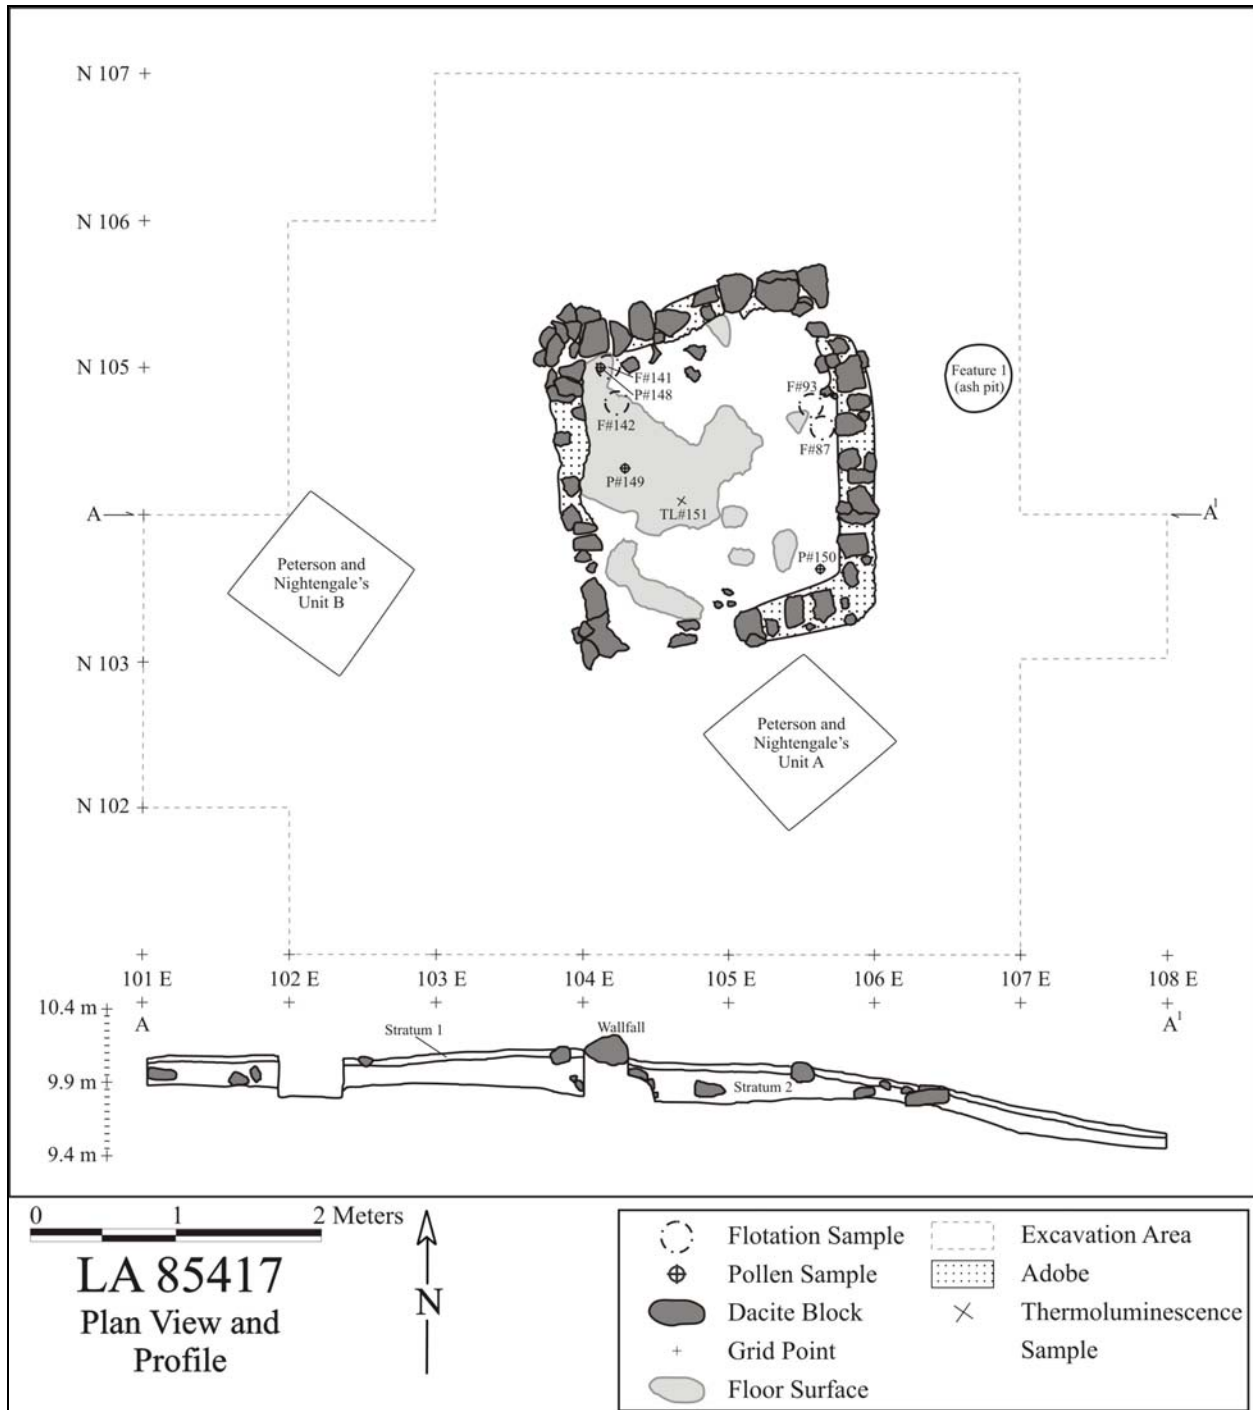 N 107
N 106
N 105
F#141
P#148
F#93
Feature 1
(ash pit)
F#142
F#87
P#149
A
TL#151
A¹
P#150
Peterson and
Nightengale's
Unit B
N 103
Peterson and
Nightengale's
Unit A
N 102
101 E 102 E 103 E 104 E 105 E 106 E 107 E 108 E
10.4 m
A Stratum 1 Wallfall A¹
9.9 m Stratum 2
9.4 m
0 1 2 Meters
LA 85417
Plan View and
Profile
N
Flotation Sample
Pollen Sample
Dacite Block
Grid Point
Floor Surface
Excavation Area
Adobe
Thermoluminescence
Sample